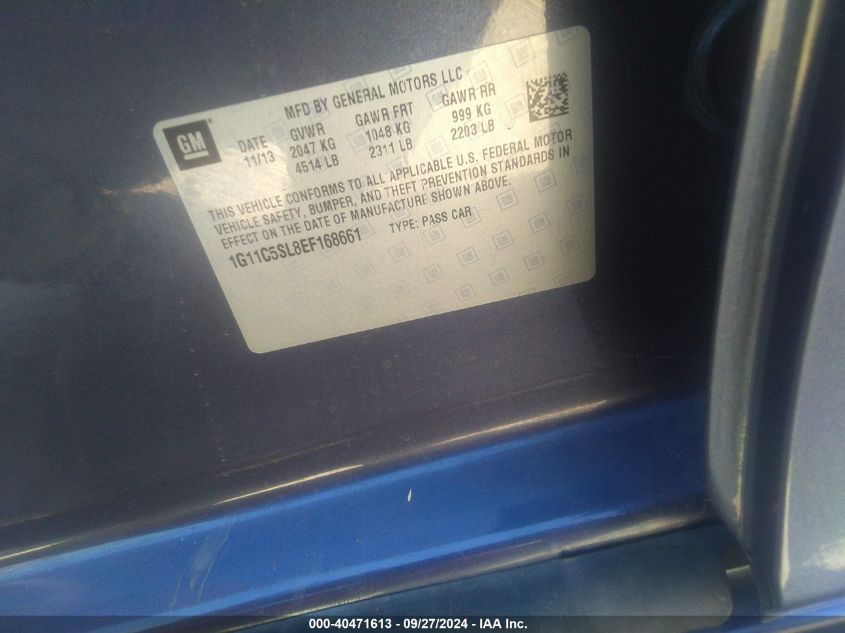 GM
MFD BY GENERAL MOTORS LLC
DATE GVWR GAWR FRT GAWR RR
11/13 2047 KG 1048 KG 999 KG
4514 LB 2311 LB 2203 LB
THIS VEHICLE CONFORMS TO ALL APPLICABLE U.S. FEDERAL MOTOR
VEHICLE SAFETY, BUMPER, AND THEFT PREVENTION STANDARDS IN
EFFECT ON THE DATE OF MANUFACTURE SHOWN ABOVE.
1G11C5SL8EF168661 TYPE: PASS CAR
000-40471613 - 09/27/2024 - IAA Inc.